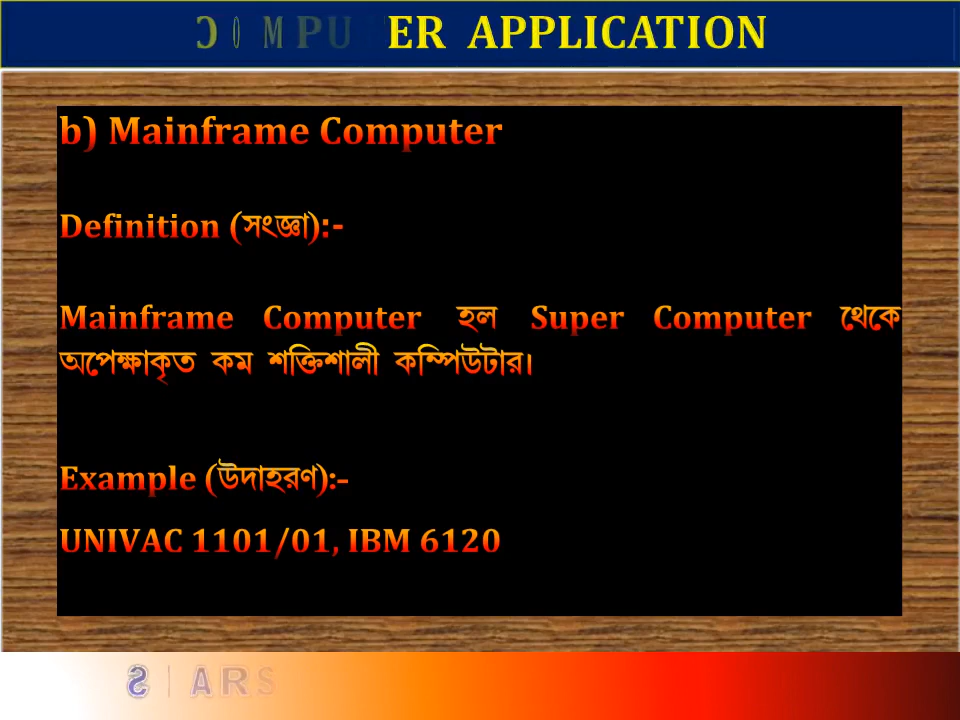 COMPUTER APPLICATION
b) Mainframe Computer
Definition (সংজ্ঞা):-
Mainframe Computer হল Super Computer থেকে
অপেক্ষাকৃত কম শক্তিশালী কম্পিউটার।
Example (উদাহরণ):-
UNIVAC 1101/01, IBM 6120